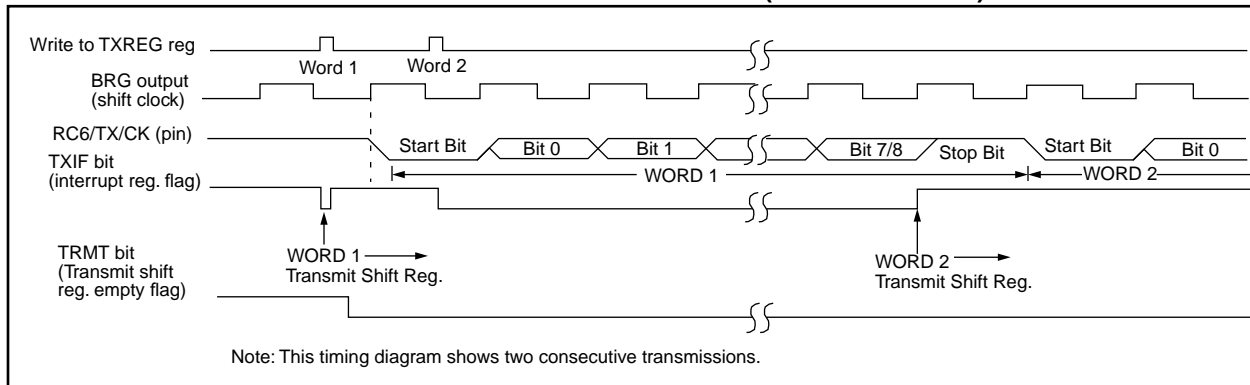 Write to TXREG reg
Word 1
Word 2
BRG output
(shift clock)
RC6/TX/CK (pin)
Start Bit
Bit 0
Bit 1
Bit 7/8
Stop Bit
Start Bit
Bit 0
TXIF bit
(interrupt reg. flag)
WORD 1
WORD 2
TRMT bit
(Transmit shift
reg. empty flag)
WORD 1
Transmit Shift Reg.
WORD 2
Transmit Shift Reg.
Note: This timing diagram shows two consecutive transmissions.